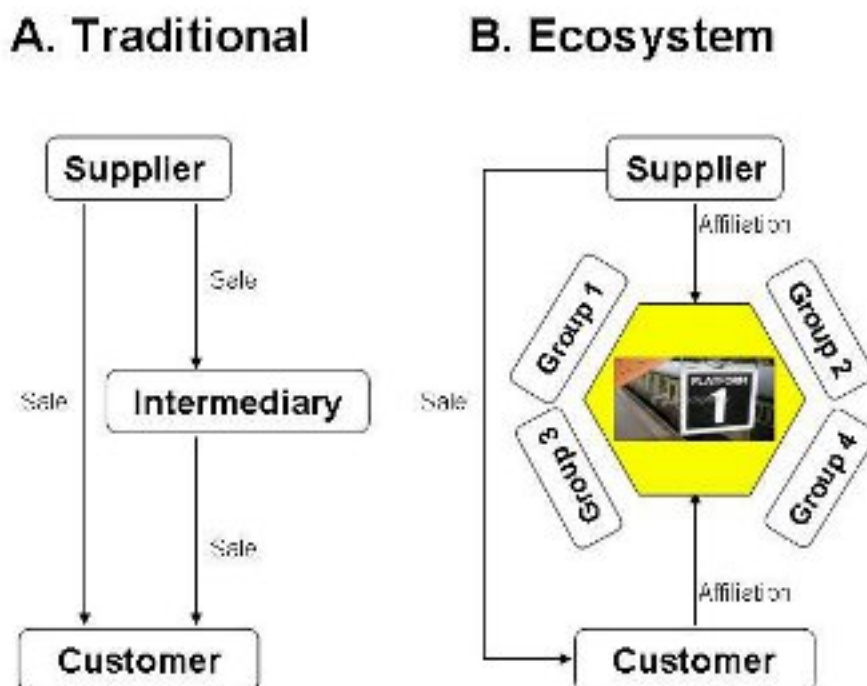 A. Traditional
B. Ecosystem
Supplier
Sale
Sale
Intermediary
Sale
Customer
Supplier
Affiliation
Group 1
Group 2
Sale
PLATFORM
1
Group 3
Group 4
Affiliation
Customer